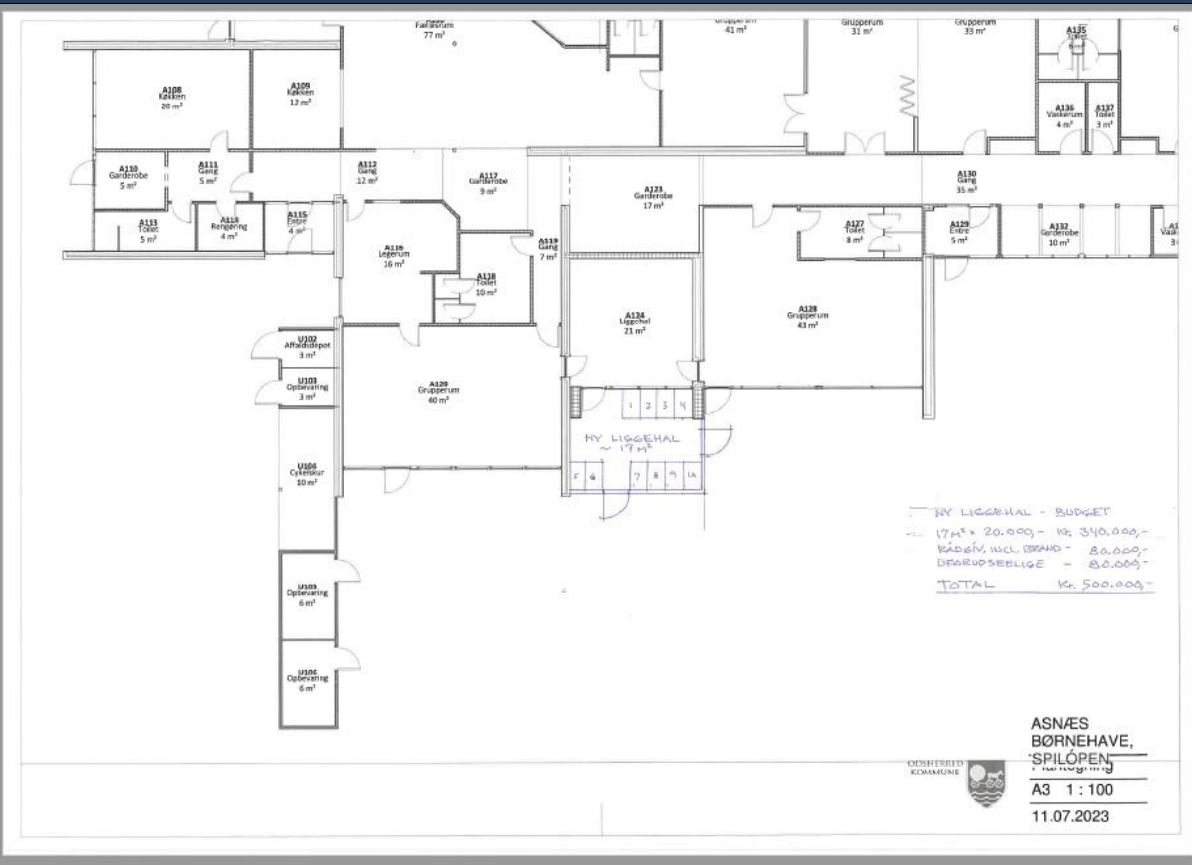 Fællesrum
77 m²
Grupperum
41 m²
Grupperum
31 m²
Grupperum
33 m²
A135
Toilet
6 m²
A108
Køkken
20 m²
A109
Køkken
12 m²
A136
Vaskerum
4 m²
A137
Toilet
3 m²
A110
Garderobe
5 m²
A111
Gang
5 m²
A112
Gang
12 m²
A117
Garderobe
9 m²
A123
Garderobe
17 m²
A130
Gang
35 m²
A113
Toilet
5 m²
A114
Rengøring
4 m²
A115
Entre
4 m²
A116
Legerum
16 m²
A118
Toilet
10 m²
A119
Gang
7 m²
A127
Toilet
8 m²
A129
Entre
5 m²
A132
Garderobe
10 m²
A124
Liggehal
21 m²
A128
Grupperum
43 m²
U102
Affaldsdepot
3 m²
U103
Opbevaring
3 m²
A120
Grupperum
40 m²
1 2 3 4
NY LIGGEHAL
~ 17 M²
5 6 7 8 9 10
U104
Cykelskur
10 m²
U105
Opbevaring
6 m²
U106
Opbevaring
6 m²
NY LIGGEHAL - BUDGET
17 M² x 20.000,- Kr. 340.000,-
RÅDGIV. INCL. BRAND - 80.000,-
- 80.000,-
TOTAL Kr. 500.000,-
ODSHERRED
KOMMUNE
ASNÆS
BØRNEHAVE,
SPILÓPEN
Plantegning
A3 1 : 100
11.07.2023